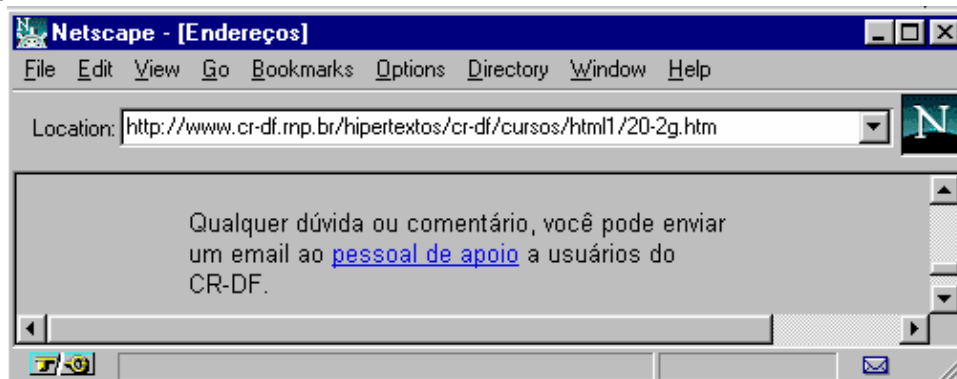 Netscape - [Endereços]
File Edit View Go Bookmarks Options Directory Window Help
Location: http://www.cr-df.rnp.br/hipertextos/cr-df/cursos/html1/20-2g.htm
N
Qualquer dúvida ou comentário, você pode enviar
um email ao pessoal de apoio a usuários do
CR-DF.